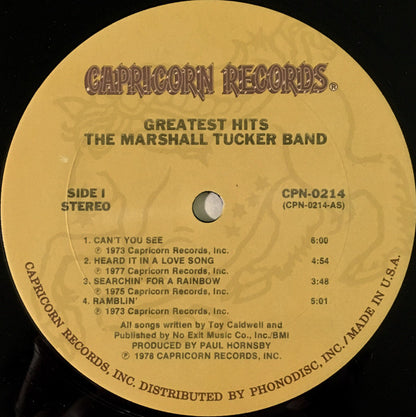 CAPRICORN RECORDS®
GREATEST HITS
THE MARSHALL TUCKER BAND
SIDE I
STEREO
CPN-0214
(CPN-0214-AS)
1. CAN'T YOU SEE 6:00
℗ 1973 Capricorn Records, Inc.
2. HEARD IT IN A LOVE SONG 4:54
℗ 1977 Capricorn Records, Inc.
3. SEARCHIN' FOR A RAINBOW 3:48
℗ 1975 Capricorn Records, Inc.
4. RAMBLIN' 5:01
℗ 1973 Capricorn Records, Inc.
All songs written by Toy Caldwell and
Published by No Exit Music Co., Inc./BMI
PRODUCED BY PAUL HORNSBY
℗ 1978 CAPRICORN RECORDS, INC.
CAPRICORN RECORDS, INC. DISTRIBUTED BY PHONODISC, INC./MADE IN U.S.A.